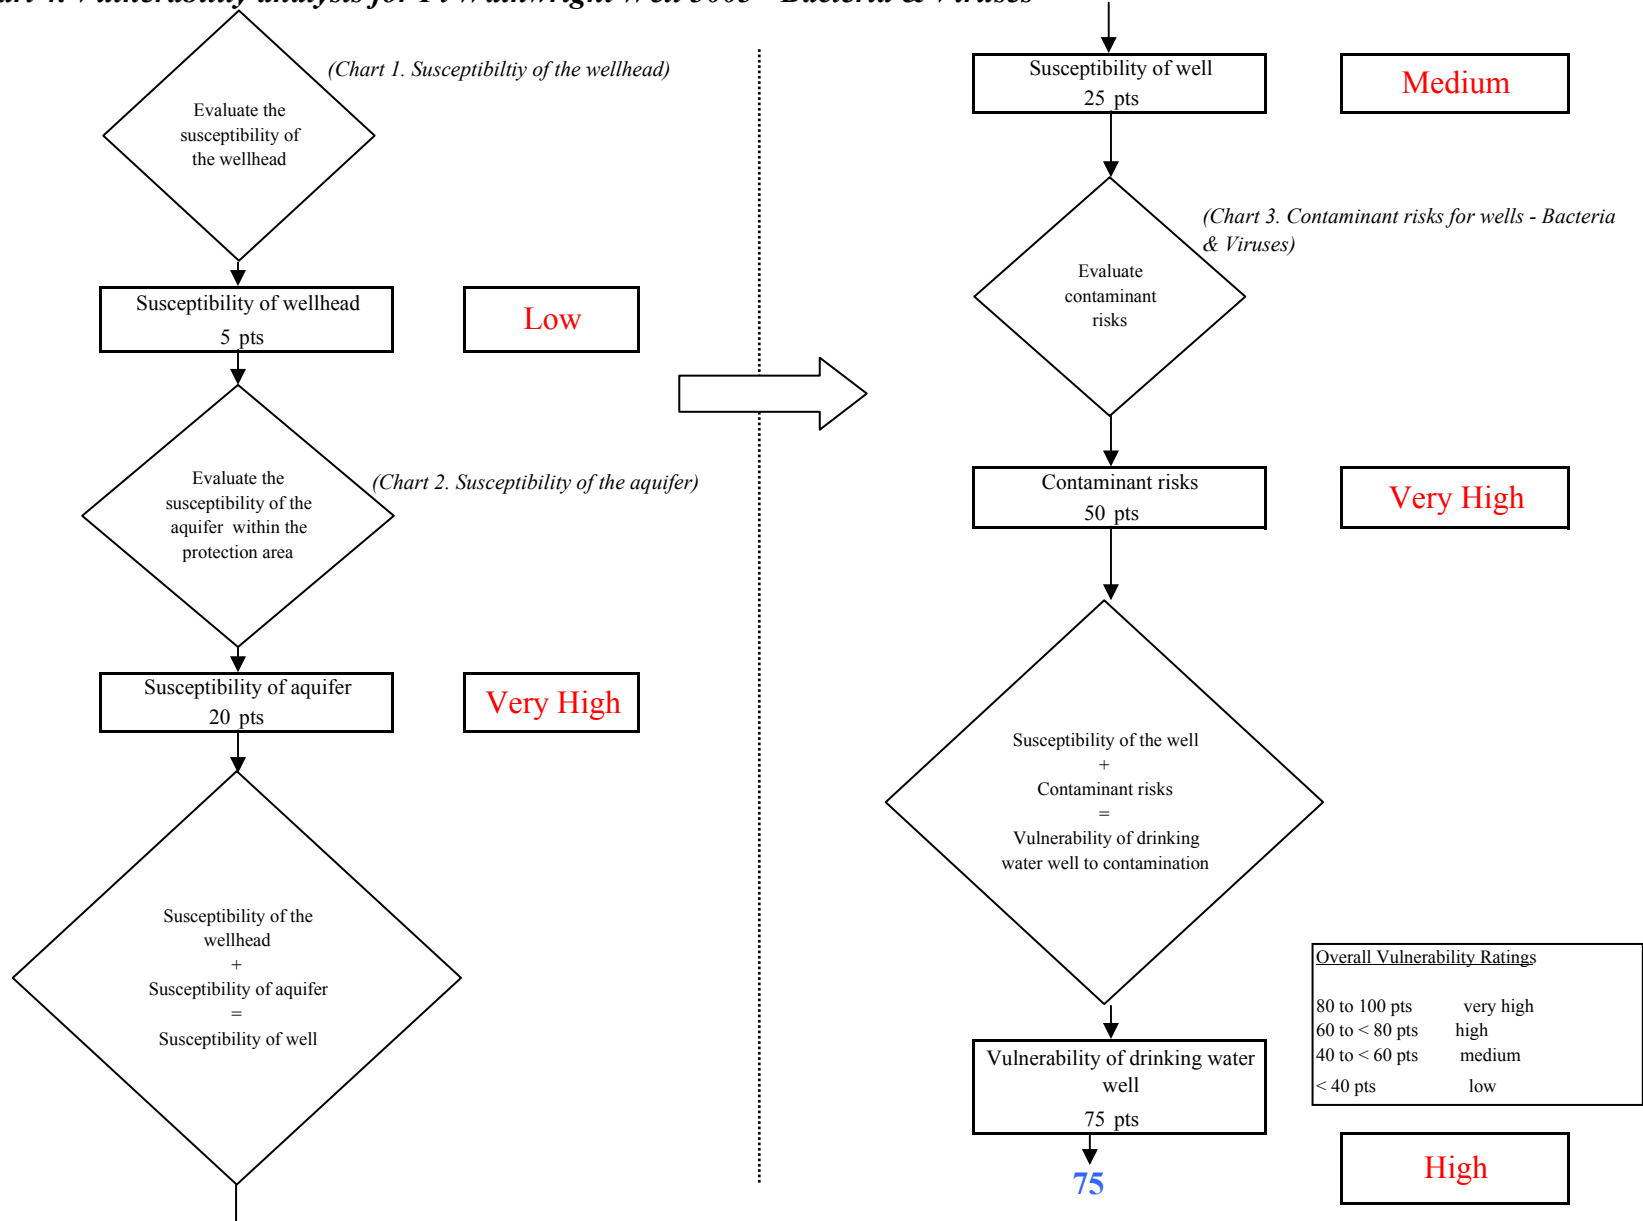 Vulnerability analysis for
Well
Bacteria & Viruses
(Chart 1. Susceptibiltiy of the wellhead)
Evaluate the
susceptibility of
the wellhead
Susceptibility of wellhead
5 pts
Low
Evaluate the
susceptibility of the
aquifer within the
protection area
(Chart 2. Susceptibility of the aquifer)
Susceptibility of aquifer
20 pts
Very High
Susceptibility of the
wellhead
+
Susceptibility of aquifer
=
Susceptibility of well
Susceptibility of well
25 pts
Medium
(Chart 3. Contaminant risks for wells - Bacteria
& Viruses)
Evaluate
contaminant
risks
Contaminant risks
50 pts
Very High
Susceptibility of the well
+
Contaminant risks
=
Vulnerability of drinking
water well to contamination
Overall Vulnerability Ratings
80 to 100 pts very high
60 to < 80 pts high
40 to < 60 pts medium
< 40 pts low
Vulnerability of drinking water
well
75 pts
75
High